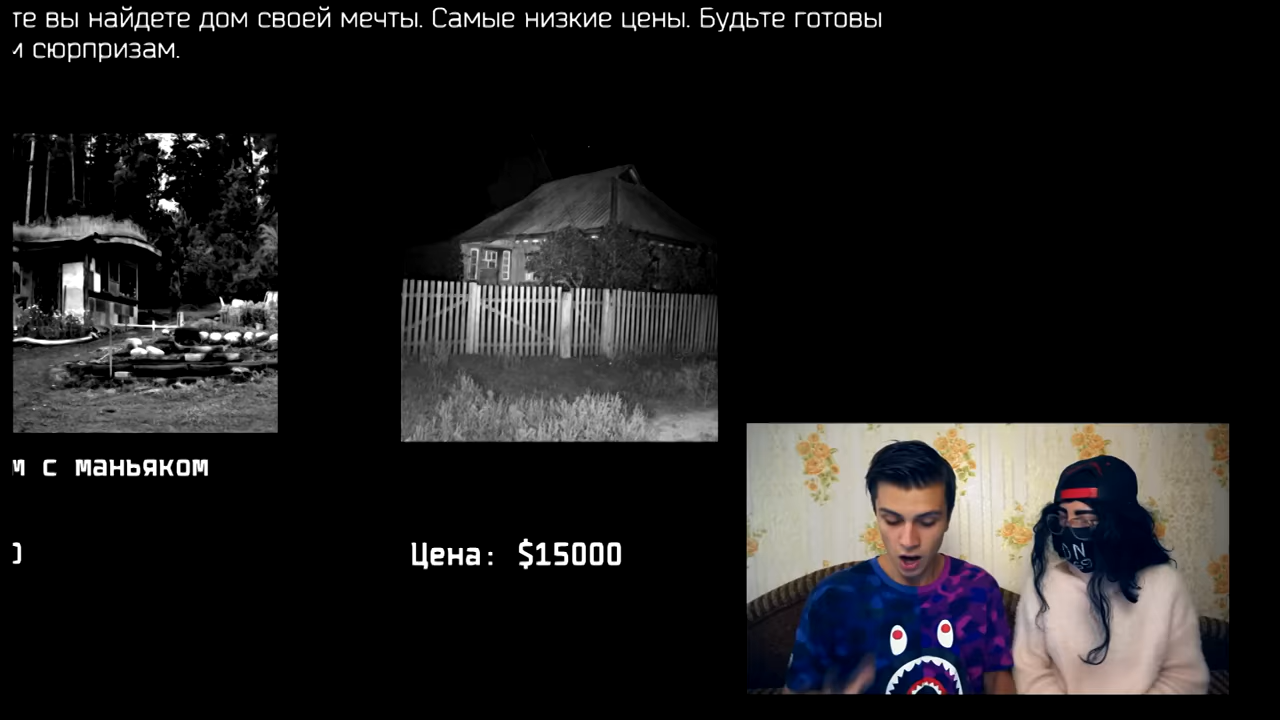 те вы найдете дом своей мечты. Самые низкие цены. Будьте готовы
и сюрпризам.
м с маньяком
Цена: $15000